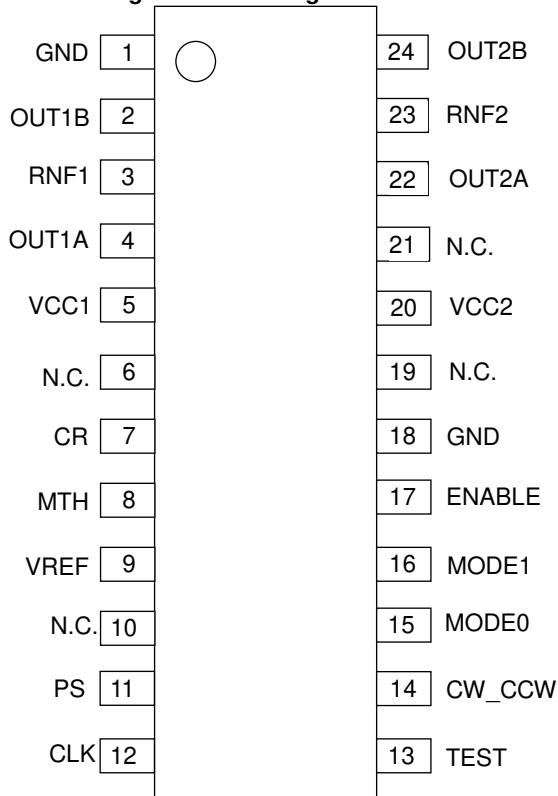 GND 1 24 OUT2B
OUT1B 2 23 RNF2
RNF1 3 22 OUT2A
OUT1A 4 21 N.C.
VCC1 5 20 VCC2
N.C. 6 19 N.C.
CR 7 18 GND
MTH 8 17 ENABLE
VREF 9 16 MODE1
N.C. 10 15 MODE0
PS 11 14 CW_CCW
CLK 12 13 TEST